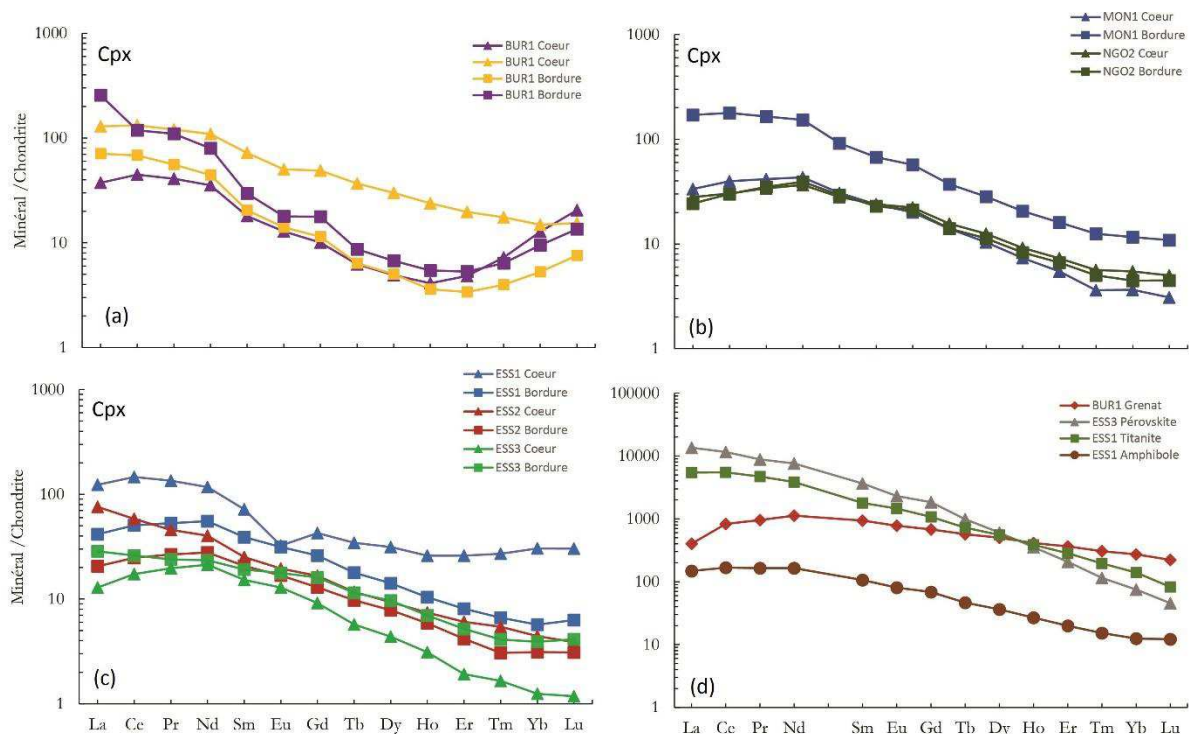 1000
100
10
1
Minéral /Chondrite
Cpx
BUR1 Coeur
BUR1 Coeur
BUR1 Bordure
BUR1 Bordure
(a)
1000
100
10
1
Cpx
MON1 Coeur
MON1 Bordure
NGO2 Cœur
NGO2 Bordure
(b)
1000
100
10
1
Minéral /Chondrite
Cpx
ESS1 Coeur
ESS1 Bordure
ESS2 Coeur
ESS2 Bordure
ESS3 Coeur
ESS3 Bordure
(c)
La Ce Pr Nd Sm Eu Gd Tb Dy Ho Er Tm Yb Lu
100000
10000
1000
100
10
1
BUR1 Grenat
ESS3 Pérovskite
ESS1 Titanite
ESS1 Amphibole
(d)
La Ce Pr Nd Sm Eu Gd Tb Dy Ho Er Tm Yb Lu